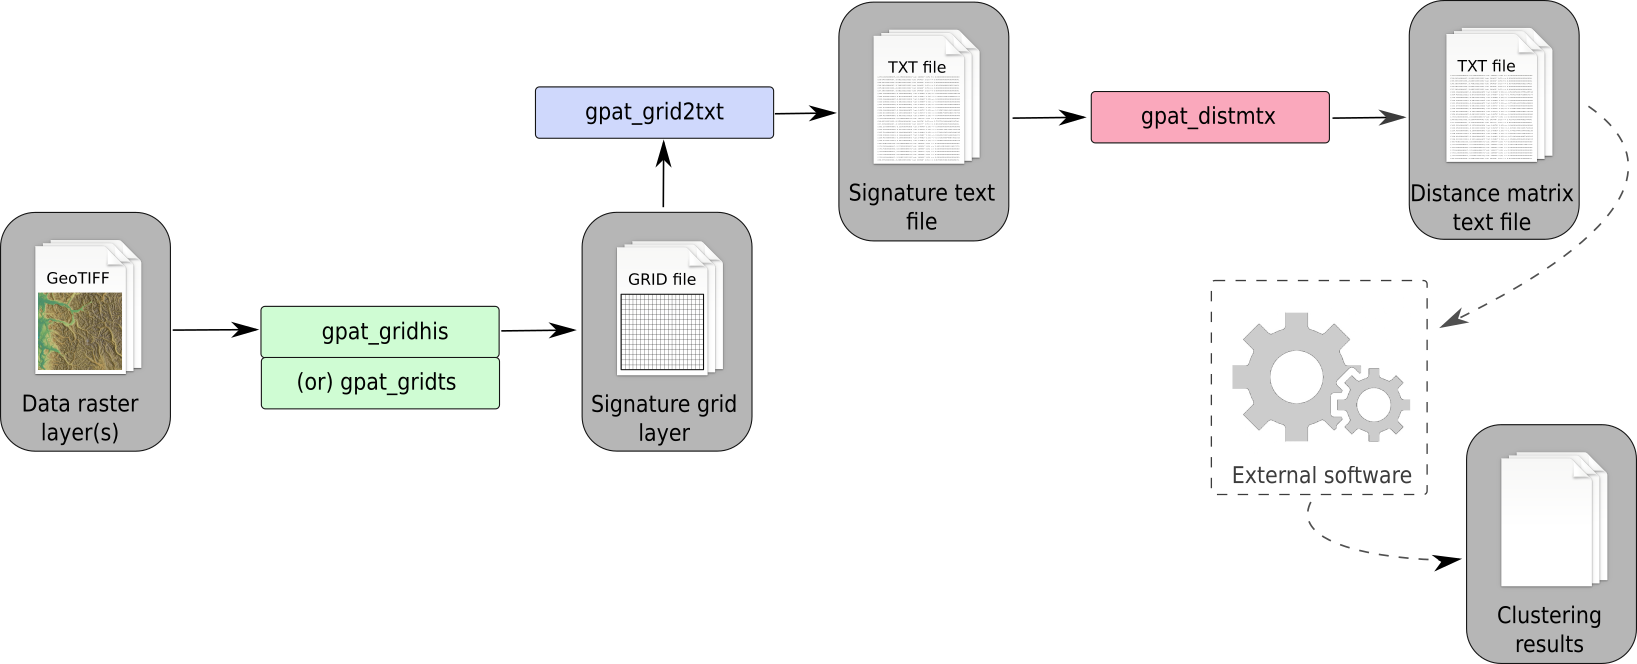 GeoTIFF
Data raster
layer(s)
gpat_gridhis
(or) gpat_gridts
GRID file
Signature grid
layer
gpat_grid2txt
TXT file
Signature text
file
gpat_distmtx
TXT file
Distance matrix
text file
External software
Clustering
results